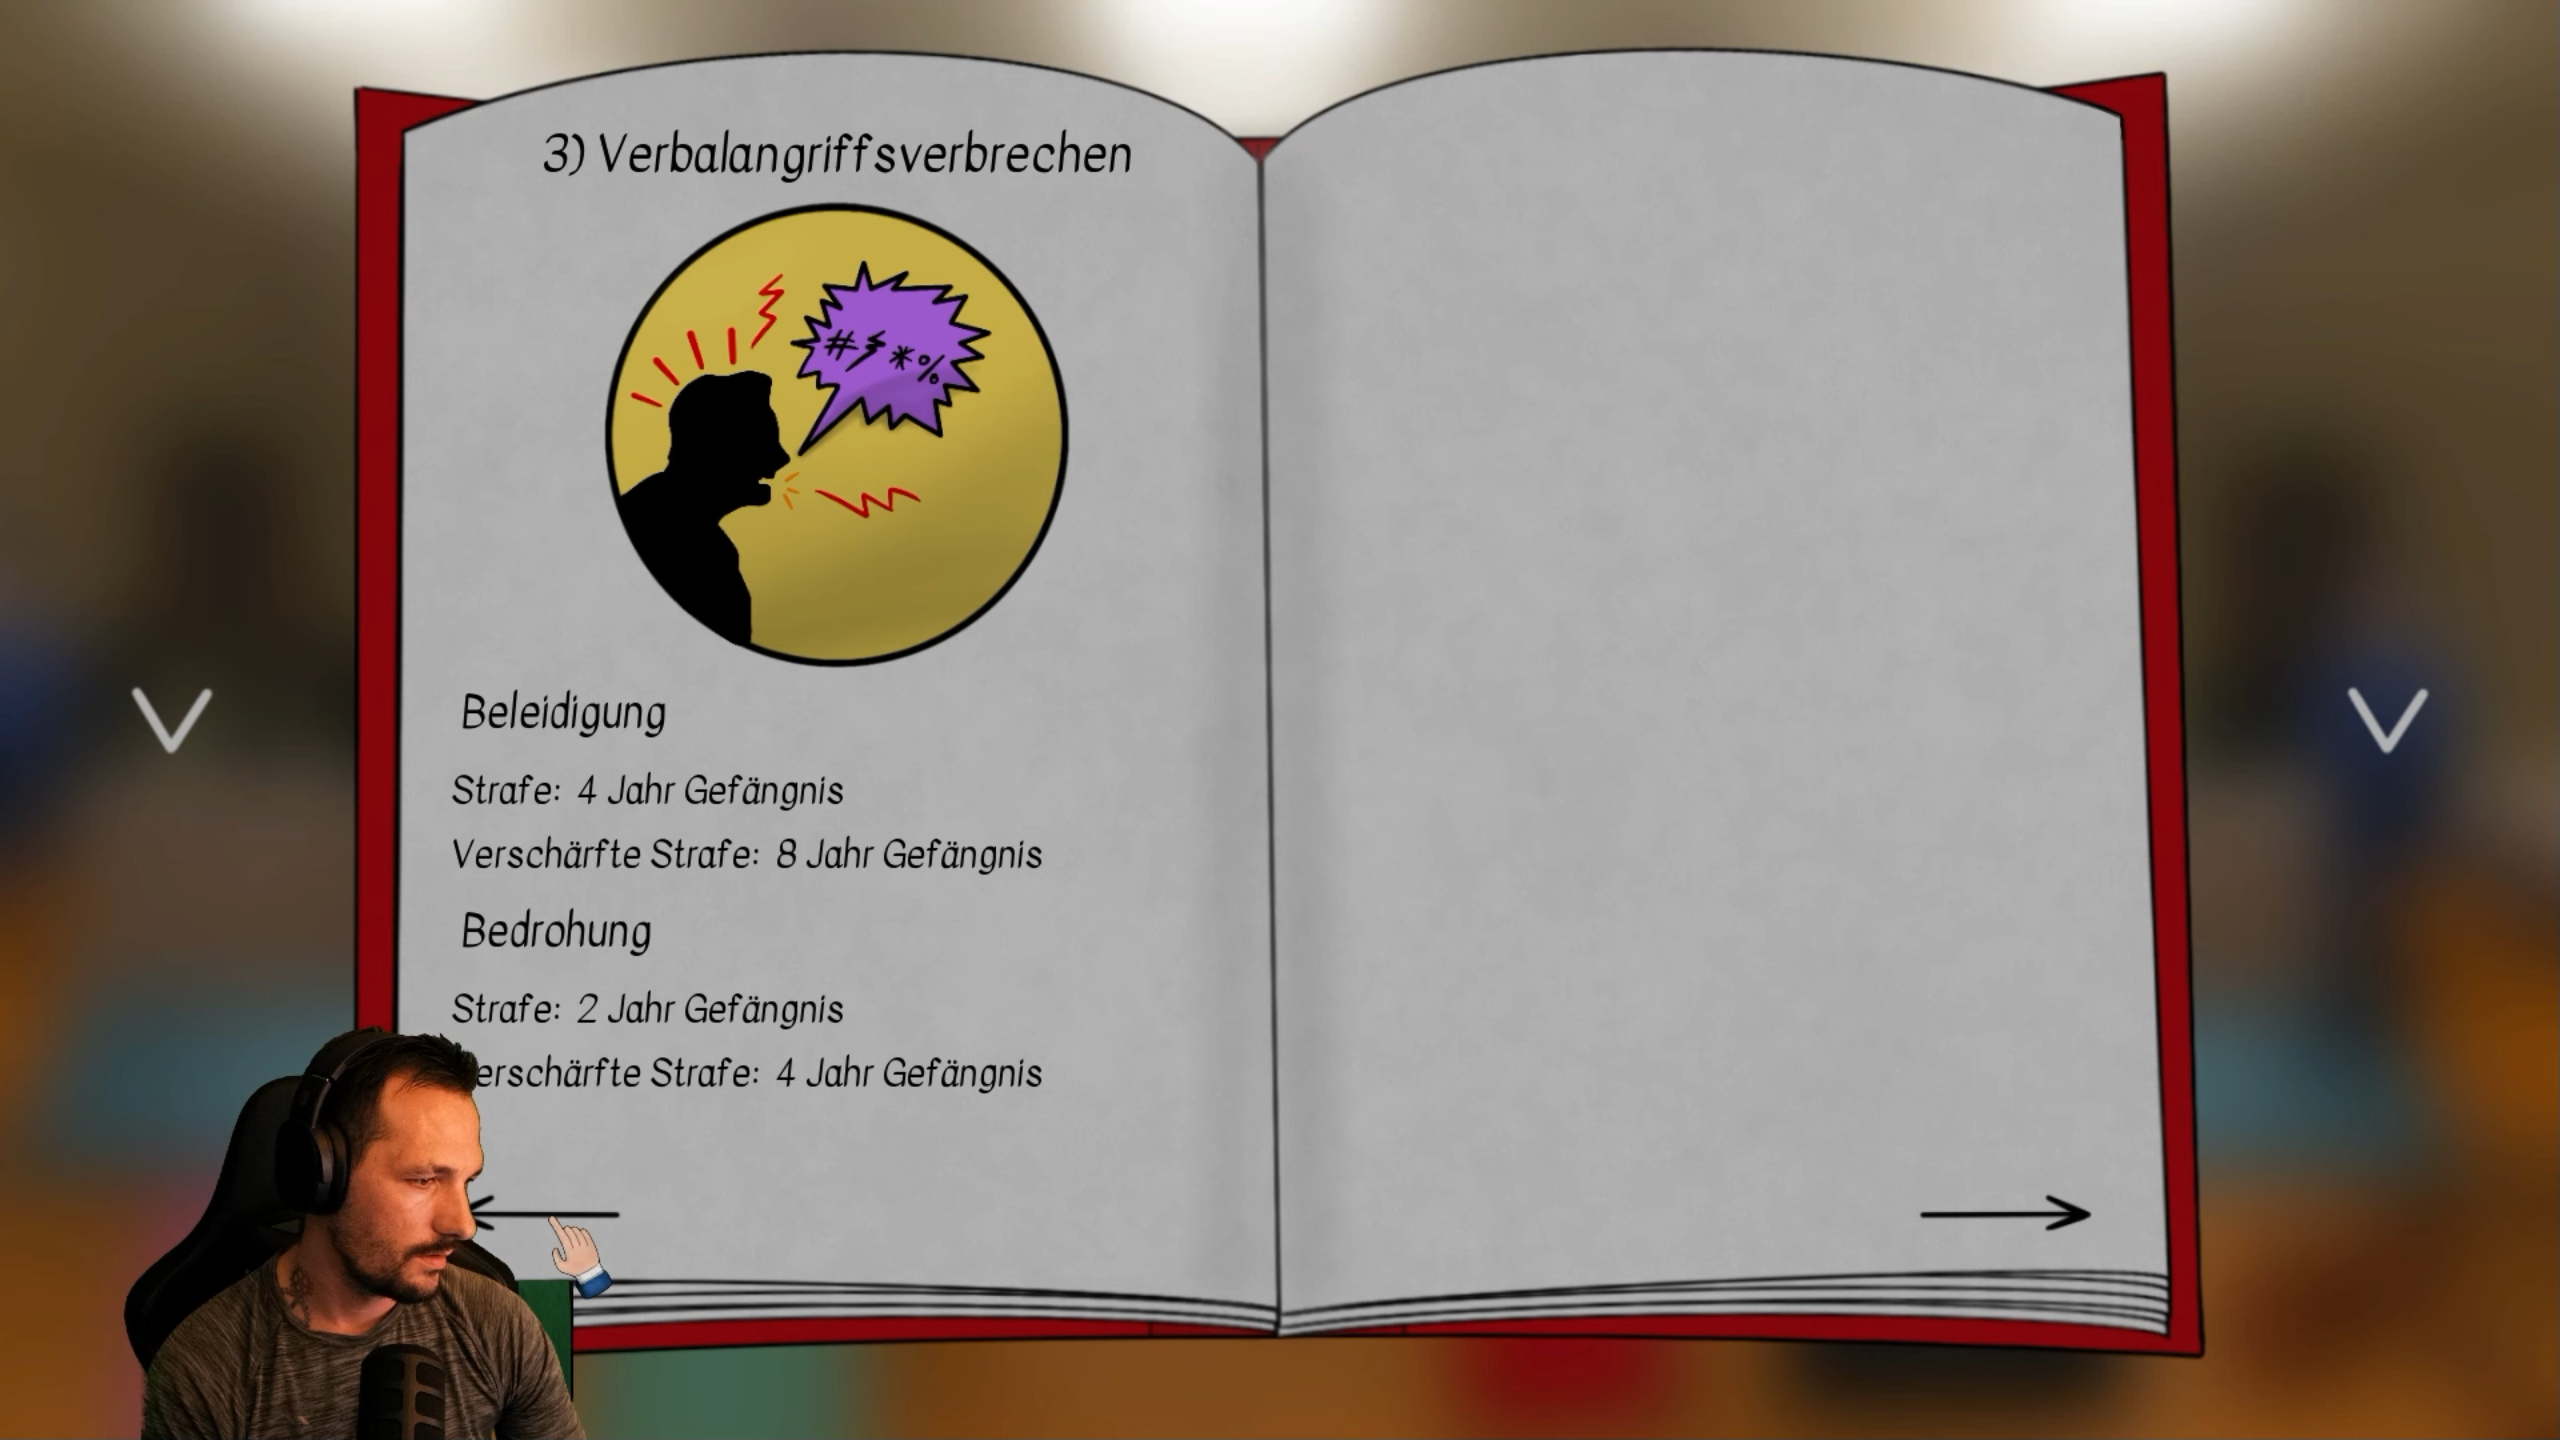 3) Verbalangriffsverbrechen
#*%
Beleidigung
Strafe: 4 Jahr Gefängnis
Verschärfte Strafe: 8 Jahr Gefängnis
Bedrohung
Strafe: 2 Jahr Gefängnis
erschärfte Strafe: 4 Jahr Gefängnis